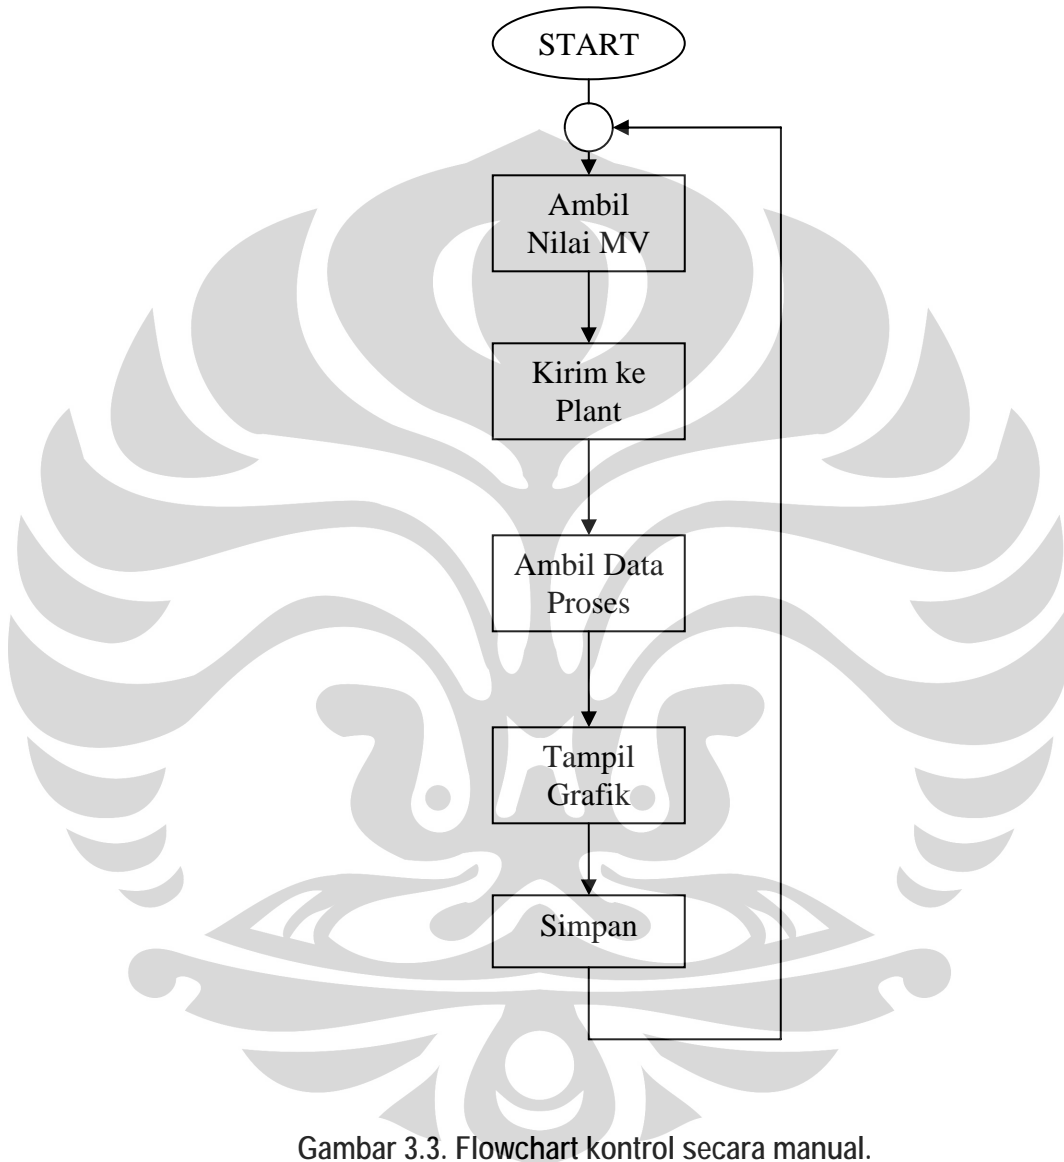 START
Ambil
Nilai MV
Kirim ke
Plant
Ambil Data
Proses
Tampil
Grafik
Simpan
Gambar 3.3. Flowchart kontrol secara manual.